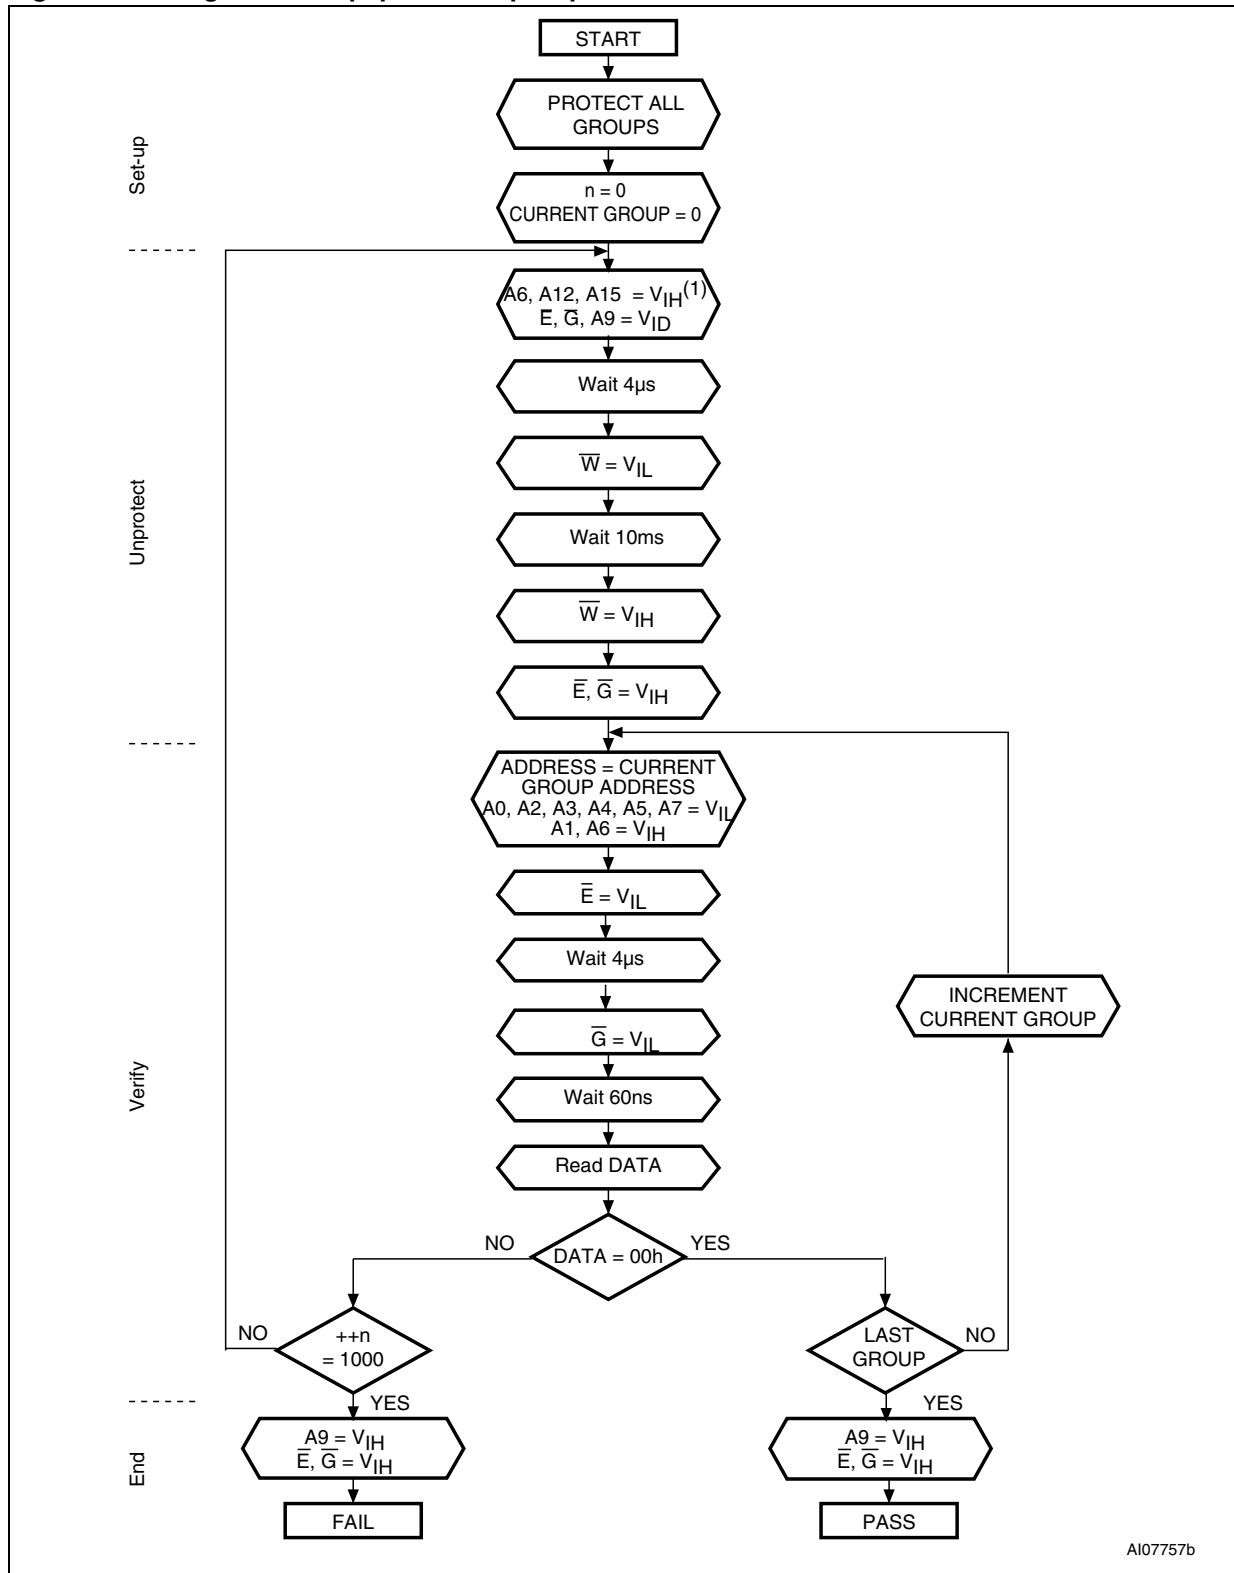 START
PROTECT ALL
GROUPS
Set-up
n = 0
CURRENT GROUP = 0
A6, A12, A15 = VIH(1)
E̅, G̅, A9 = VID
Wait 4µs
W̅ = VIL
Unprotect
Wait 10ms
W̅ = VIH
E̅, G̅ = VIH
ADDRESS = CURRENT
GROUP ADDRESS
A0, A2, A3, A4, A5, A7 = VIL
A1, A6 = VIH
E̅ = VIL
Wait 4µs
INCREMENT
CURRENT GROUP
G̅ = VIL
Verify
Wait 60ns
Read DATA
NO
DATA = 00h
YES
NO
++n
= 1000
LAST
GROUP
NO
YES
YES
End
A9 = VIH
E̅, G̅ = VIH
A9 = VIH
E̅, G̅ = VIH
FAIL
PASS
AI07757b